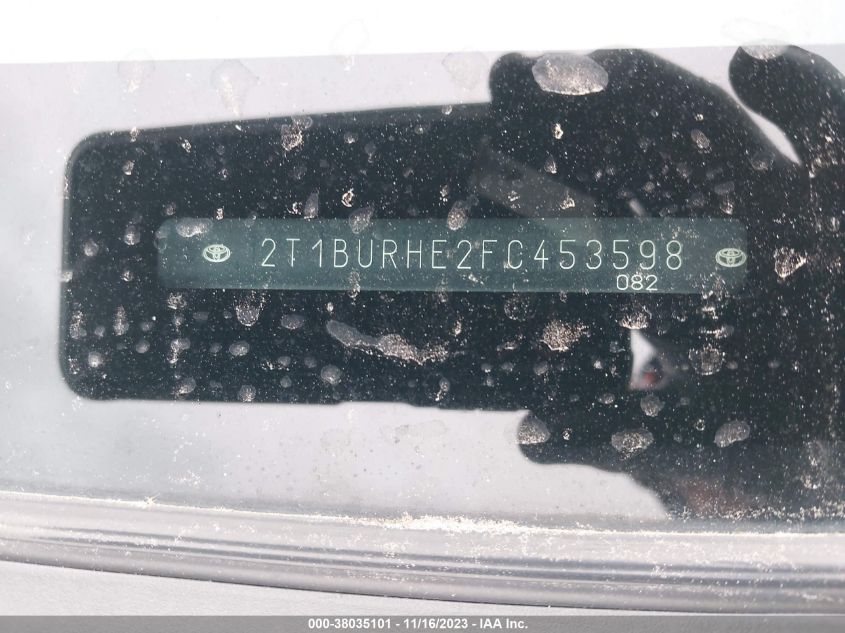 2T1BURHE2FC453598
082
000-38035101 - 11/16/2023 - IAA Inc.